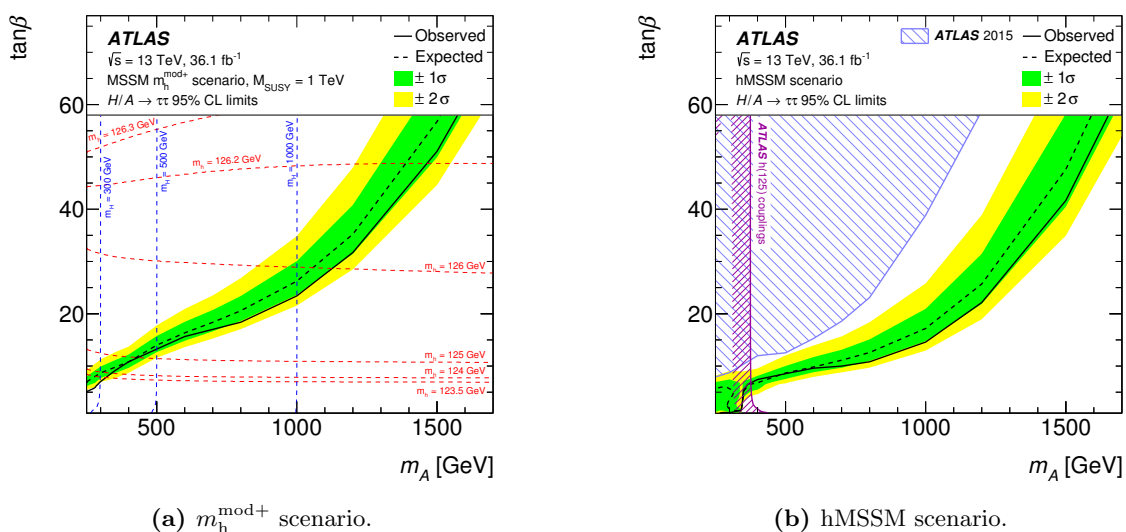 tanβ
ATLAS
√s = 13 TeV, 36.1 fb⁻¹
MSSM m_h^mod+ scenario, M_SUSY = 1 TeV
H/A → ττ 95% CL limits
Observed
Expected
± 1σ
± 2σ
m_h = 126.3 GeV
m_H = 300 GeV
m_H = 500 GeV
m_H = 1000 GeV
m_h = 126.2 GeV
m_h = 126 GeV
m_h = 125 GeV
m_h = 124 GeV
m_h = 123.5 GeV
60
40
20
500 1000 1500
m_A [GeV]
(a) m_h^mod+ scenario.
tanβ
ATLAS
√s = 13 TeV, 36.1 fb⁻¹
hMSSM scenario
H/A → ττ 95% CL limits
ATLAS 2015
Observed
Expected
± 1σ
± 2σ
ATLAS h(125) couplings
60
40
20
500 1000 1500
m_A [GeV]
(b) hMSSM scenario.